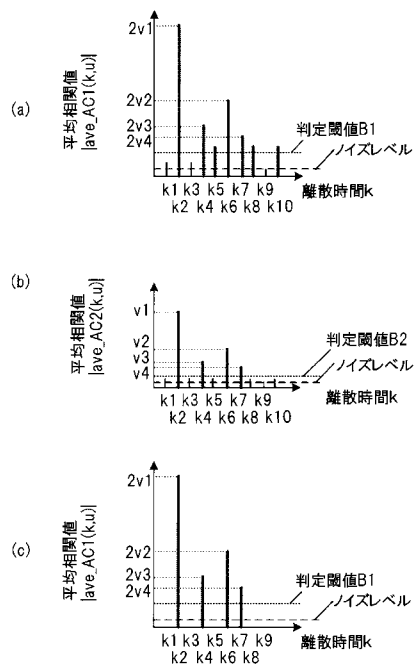 (a)
平均相関値
|ave_AC1(k,u)|
2v1
2v2
2v3
2v4
判定閾値B1
ノイズレベル
k1 k3 k5 k7 k9
k2 k4 k6 k8 k10
離散時間k
(b)
平均相関値
|ave_AC2(k,u)|
v1
v2
v3
v4
判定閾値B2
ノイズレベル
k1 k3 k5 k7 k9
k2 k4 k6 k8 k10
離散時間k
(c)
平均相関値
|ave_AC1(k,u)|
2v1
2v2
2v3
2v4
判定閾値B1
ノイズレベル
k1 k3 k5 k7 k9
k2 k4 k6 k8
離散時間k